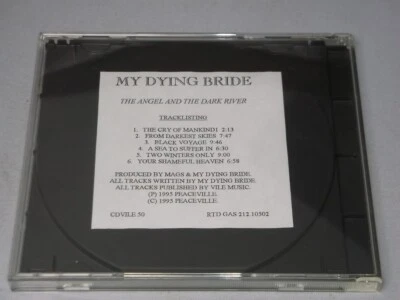 MY DYING BRIDE
THE ANGEL AND THE DARK RIVER
TRACKLISTING
1. THE CRY OF MANKIND1 2:13
2. FROM DARKEST SKIES 7:47
3. BLACK VOYAGE 9:46
4. A SEA TO SUFFER IN 6:30
5. TWO WINTERS ONLY 9:00
6. YOUR SHAMEFUL HEAVEN 6:58
PRODUCED BY MAGS & MY DYING BRIDE.
ALL TRACKS WRITTEN BY MY DYING BRIDE.
ALL TRACKS PUBLISHED BY VILE MUSIC.
(P) 1995 PEACEVILLE.
(C) 1995 PEACEVILLE.
CDVILE 50 RTD OAS 212.10302